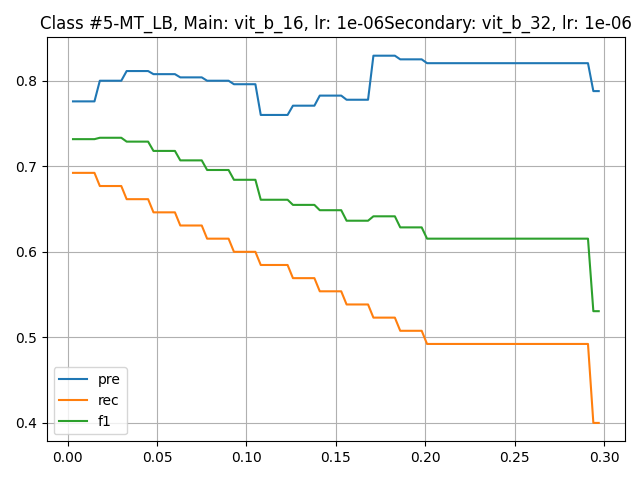 Class #5-MT_LB, Main: vit_b_16, lr: 1e-06Secondary: vit_b_32, lr: 1e-06
0.8
0.7
0.6
0.5
0.4
pre
rec
f1
0.00 0.05 0.10 0.15 0.20 0.25 0.30